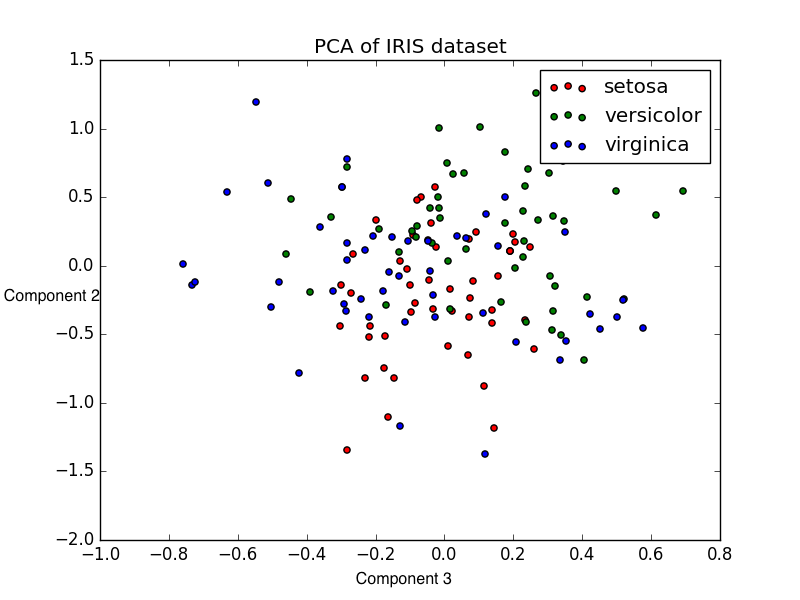 PCA of IRIS dataset
1.5
setosa
versicolor
virginica
1.0
0.5
0.0
Component 2
−0.5
−1.0
−1.5
−2.0
−1.0 −0.8 −0.6 −0.4 −0.2 0.0 0.2 0.4 0.6 0.8
Component 3